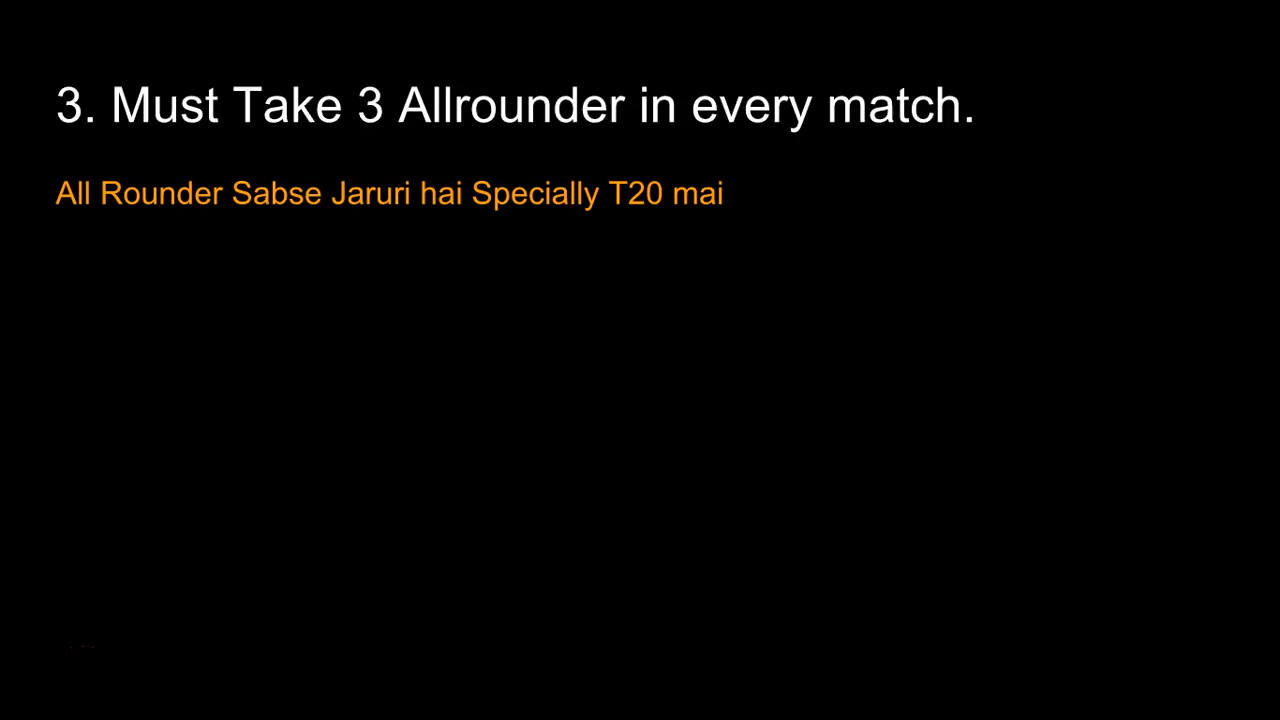 3. Must Take 3 Allrounder in every match.
All Rounder Sabse Jaruri hai Specially T20 mai